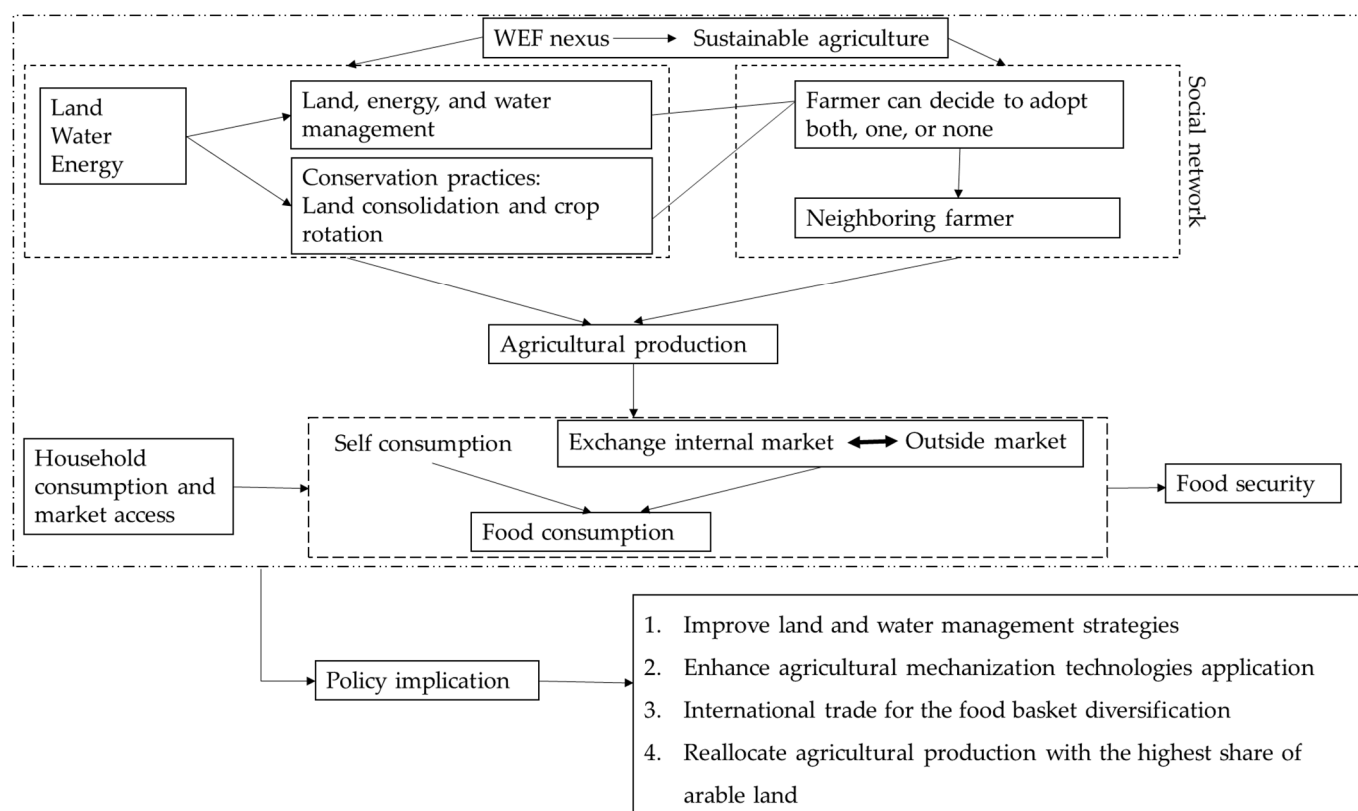 WEF nexus Sustainable agriculture
Land
Water
Energy
Land, energy, and water
management
Conservation practices:
Land consolidation and crop
rotation
Farmer can decide to adopt
both, one, or none
Neighboring farmer
Social network
Agricultural production
Household
consumption and
market access
Self consumption
Exchange internal market Outside market
Food consumption
Food security
Policy implication
1. Improve land and water management strategies
2. Enhance agricultural mechanization technologies application
3. International trade for the food basket diversification
4. Reallocate agricultural production with the highest share of
arable land